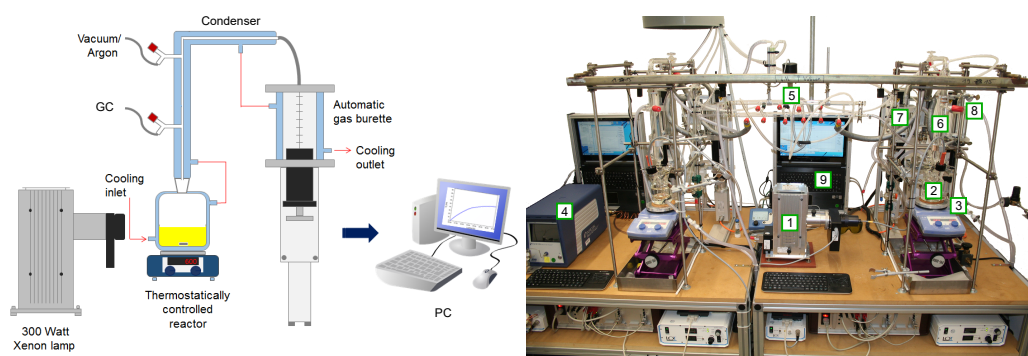 Condenser
Vacuum/
Argon
GC
Automatic
gas burette
Cooling
outlet
Cooling
inlet
Thermostatically
controlled
reactor
PC
300 Watt
Xenon lamp
5
7
6
8
9
2
3
4
1